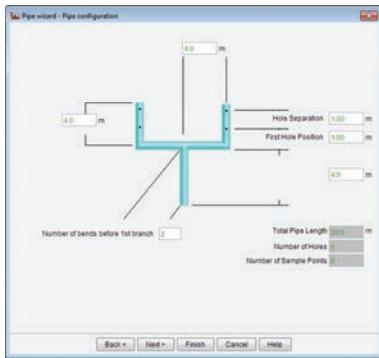 Pipe wizard - Pipe configuration
4.0 m
4.0 m
Hole Separation 1.00 m
First Hole Position 1.00 m
4.0 m
Number of bends before 1st branch 2
Total Pipe Length m
Number of Holes
Number of Sample Points
Back < Next > Finish Cancel Help